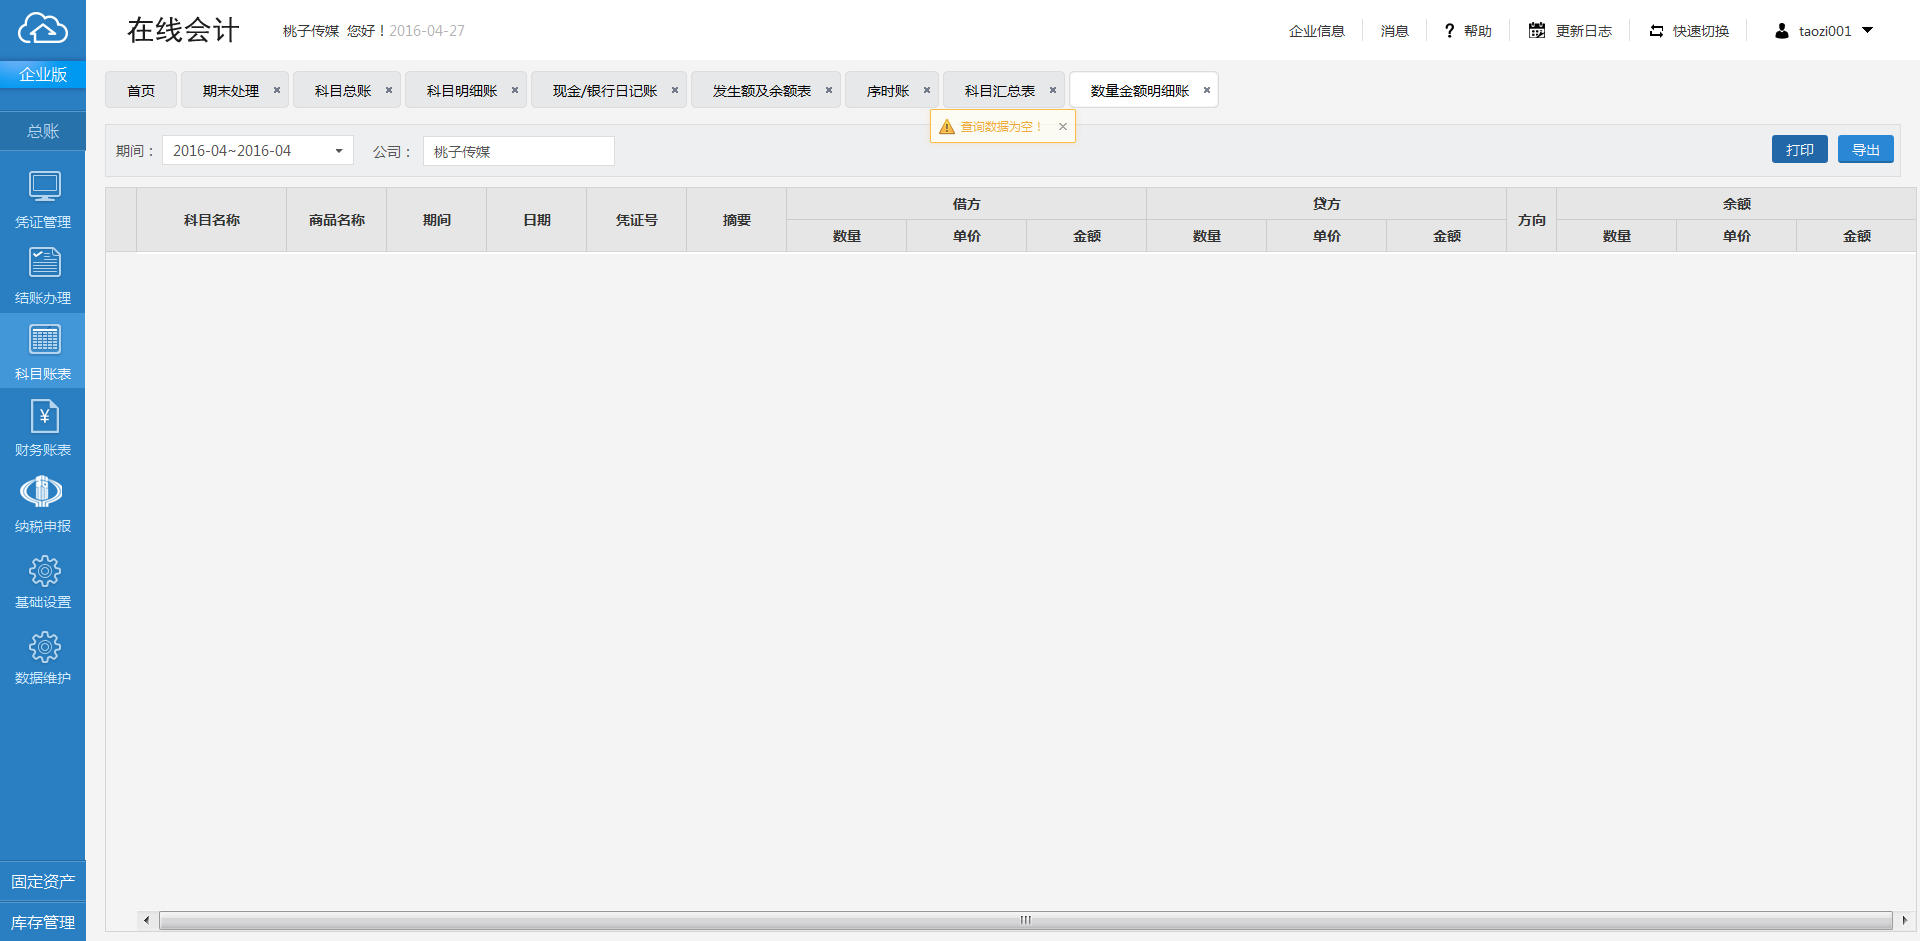 在线会计
桃子传媒 您好！2016-04-27
企业信息 消息 ? 帮助 更新日志 快速切换 taozi001
企业版
总账
凭证管理
结账办理
科目账表
财务账表
纳税申报
基础设置
数据维护
固定资产
库存管理
首页 期末处理 科目总账 科目明细账 现金/银行日记账 发生额及余额表 序时账 科目汇总表 数量金额明细账
查询数据为空！
期间： 2016-04~2016-04 公司： 桃子传媒 打印 导出
科目名称 商品名称 期间 日期 凭证号 摘要 借方 贷方 方向 余额
数量 单价 金额 数量 单价 金额 数量 单价 金额